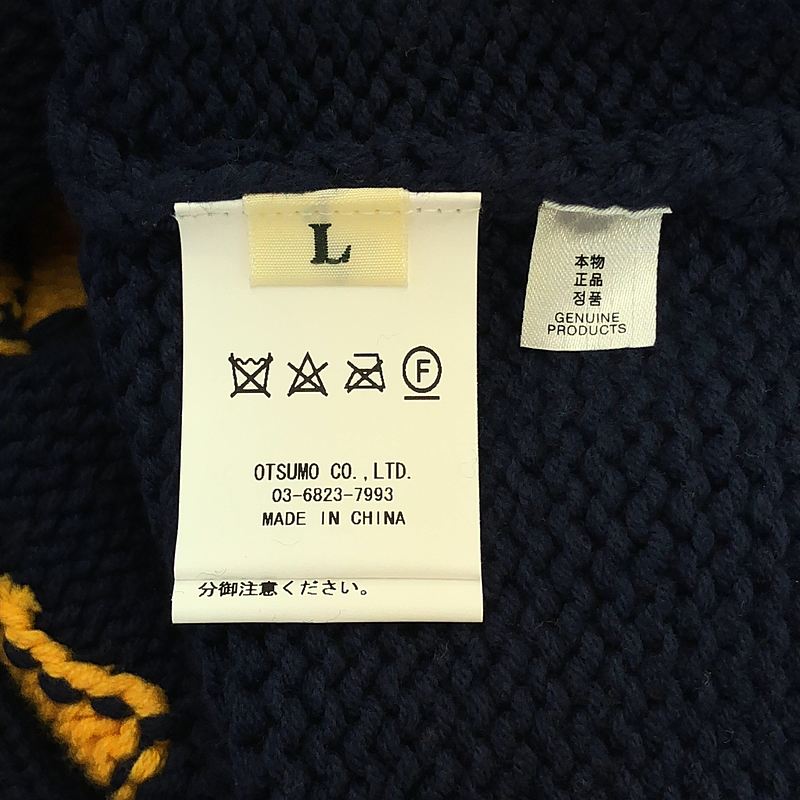 L
F
OTSUMO CO.,LTD.
03-6823-7993
MADE IN CHINA
分御注意ください。
本物
正品
정품
GENUINE
PRODUCTS